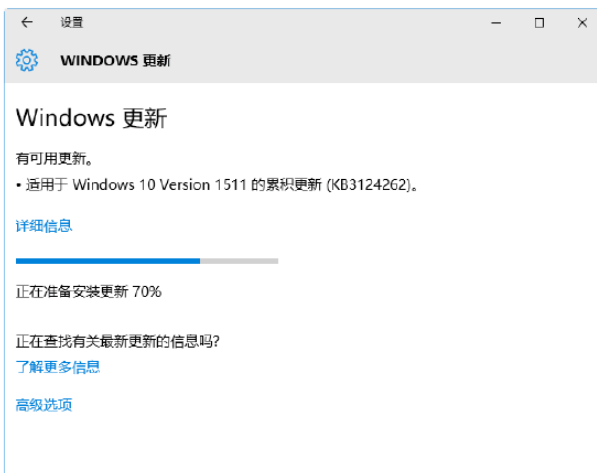 设置
WINDOWS 更新
Windows 更新
有可用更新。
• 适用于 Windows 10 Version 1511 的累积更新 (KB3124262)。
详细信息
正在准备安装更新 70%
正在查找有关最新更新的信息吗?
了解更多信息
高级选项